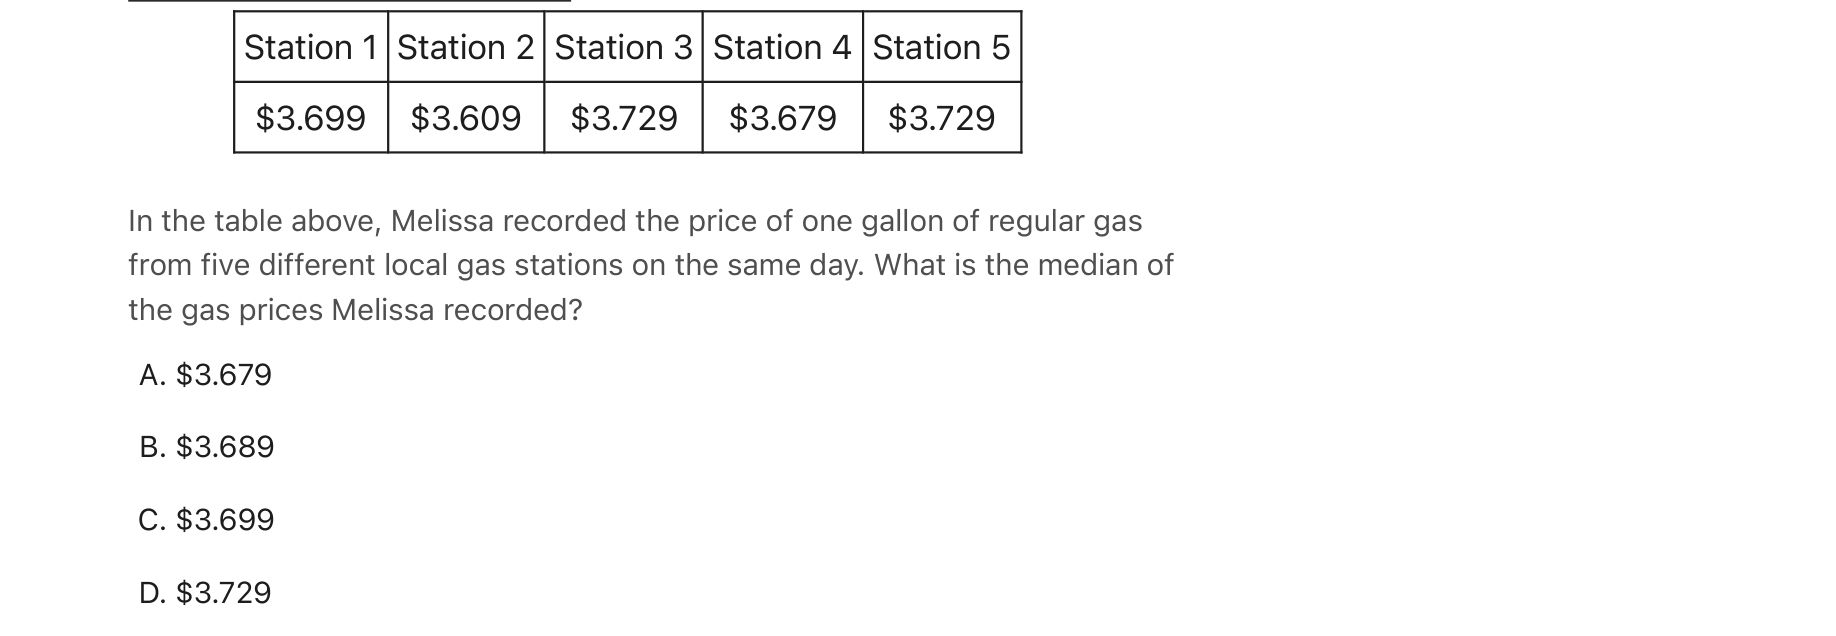 Station 1 Station 2 Station 3 Station 4 Station 5
$3.699 $3.609 $3.729 $3.679 $3.729
In the table above, Melissa recorded the price of one gallon of regular gas
from five different local gas stations on the same day. What is the median of
the gas prices Melissa recorded?
A. $3.679
B. $3.689
C. $3.699
D. $3.729